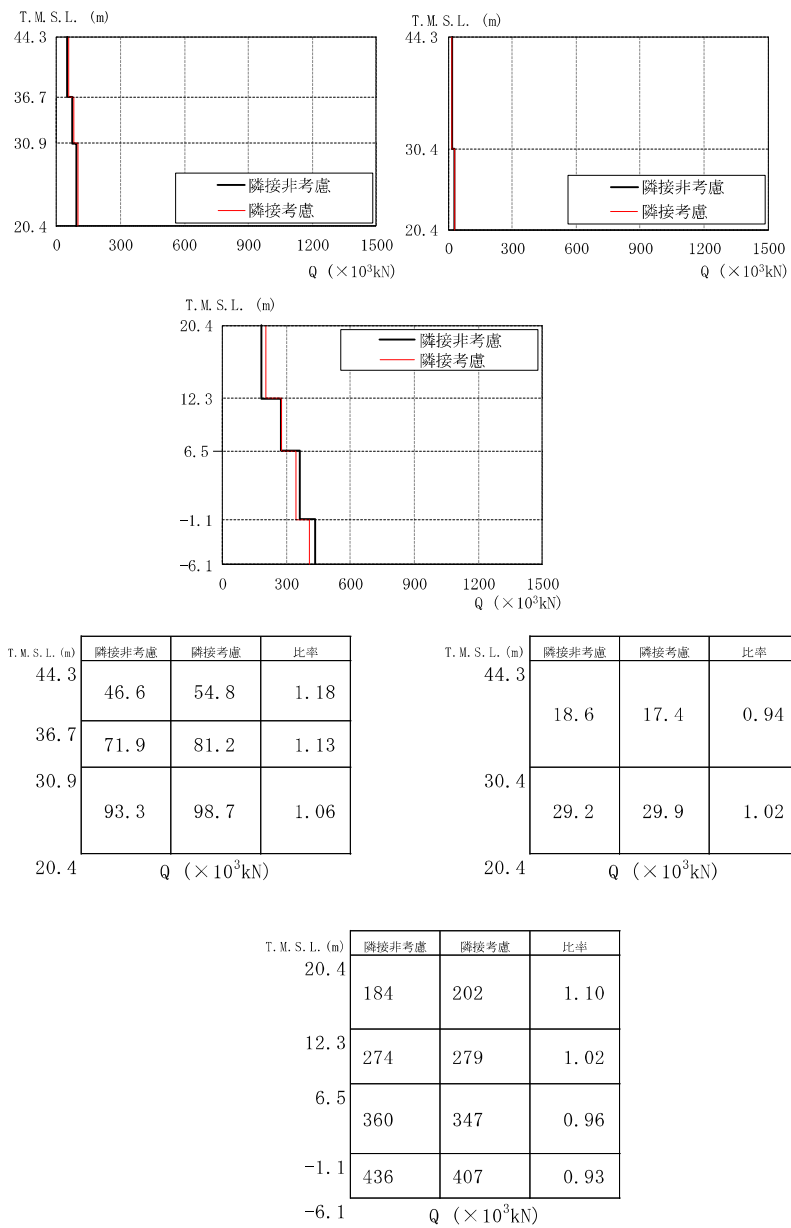 T.M.S.L. (m)
44.3
36.7
30.9
20.4
隣接非考慮
隣接考慮
0 300 600 900 1200 1500
Q (×10³kN)
T.M.S.L. (m)
44.3
30.4
20.4
隣接非考慮
隣接考慮
0 300 600 900 1200 1500
Q (×10³kN)
T.M.S.L. (m)
20.4
12.3
6.5
-1.1
-6.1
隣接非考慮
隣接考慮
0 300 600 900 1200 1500
Q (×10³kN)
T.M.S.L.(m) 隣接非考慮 隣接考慮 比率
44.3
46.6 54.8 1.18
36.7
71.9 81.2 1.13
30.9
93.3 98.7 1.06
20.4
Q (×10³kN)
T.M.S.L.(m) 隣接非考慮 隣接考慮 比率
44.3
18.6 17.4 0.94
30.4
29.2 29.9 1.02
20.4
Q (×10³kN)
T.M.S.L.(m) 隣接非考慮 隣接考慮 比率
20.4
184 202 1.10
12.3
274 279 1.02
6.5
360 347 0.96
-1.1
436 407 0.93
-6.1
Q (×10³kN)